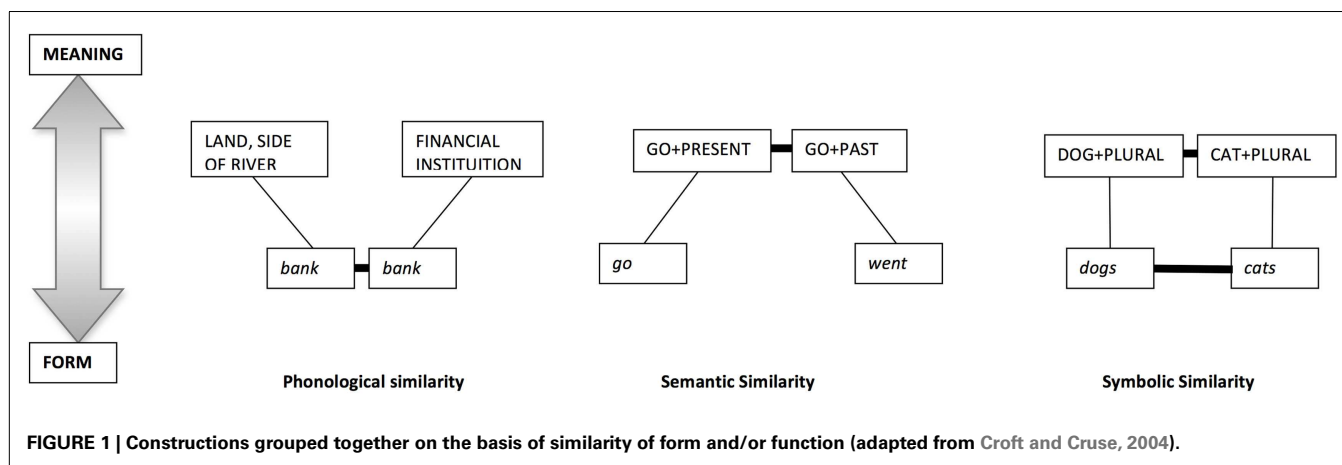 MEANING
LAND, SIDE
OF RIVER
FINANCIAL
INSTITUITION
GO+PRESENT
GO+PAST
DOG+PLURAL
CAT+PLURAL
bank
bank
go
went
dogs
cats
FORM
Phonological similarity
Semantic Similarity
Symbolic Similarity
FIGURE 1 | Constructions grouped together on the basis of similarity of form and/or function (adapted from Croft and Cruse, 2004).